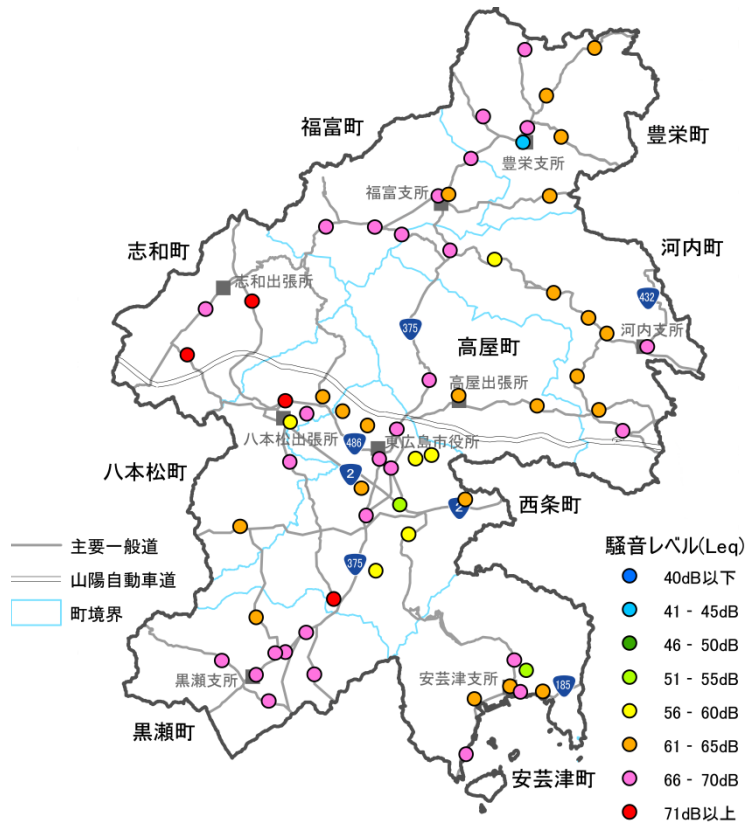 福富町
豊栄町
豊栄支所
福富支所
志和町
河内町
志和出張所
432
375
河内支所
高屋町
高屋出張所
八本松出張所
486
東広島市役所
八本松町
2
西条町
2
主要一般道
山陽自動車道
町境界
375
騒音レベル(Leq)
40dB以下
41 - 45dB
46 - 50dB
51 - 55dB
56 - 60dB
61 - 65dB
66 - 70dB
71dB以上
黒瀬支所
安芸津支所
185
黒瀬町
安芸津町